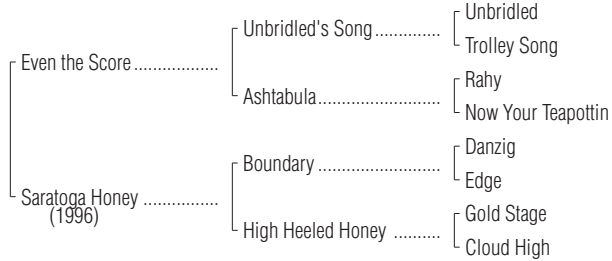 Unbridled
Unbridled's Song..............
Trolley Song
Even the Score..................
Rahy
Ashtabula..........................
Now Your Teapottin
Danzig
Boundary ..........................
Edge
Saratoga Honey ................
(1996)
Gold Stage
High Heeled Honey ..........
Cloud High